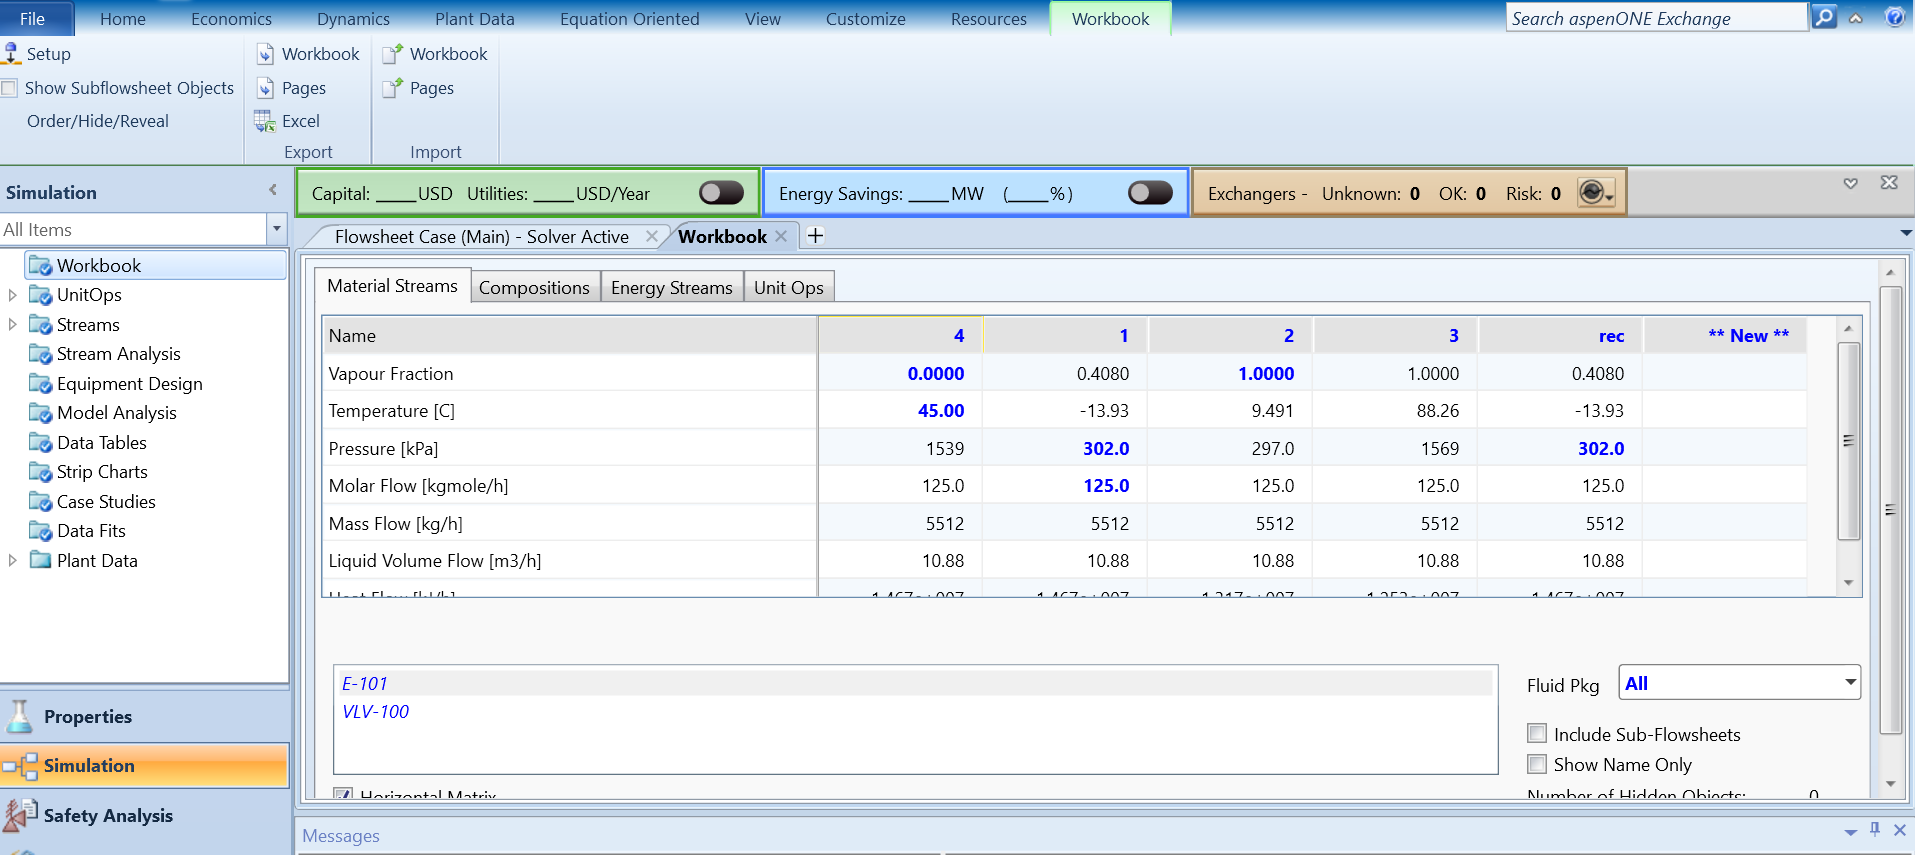 File Home Economics Dynamics Plant Data Equation Oriented View Customize Resources Workbook Search aspenONE Exchange
Setup
Show Subflowsheet Objects
Order/Hide/Reveal
Workbook
Pages
Excel
Export
Workbook
Pages
Import
Simulation
All Items
Workbook
UnitOps
Streams
Stream Analysis
Equipment Design
Model Analysis
Data Tables
Strip Charts
Case Studies
Data Fits
Plant Data
Properties
Simulation
Safety Analysis
Capital: ____USD Utilities: ____USD/Year
Energy Savings: ____MW (____%)
Exchangers - Unknown: 0 OK: 0 Risk: 0
Flowsheet Case (Main) - Solver Active Workbook
Material Streams Compositions Energy Streams Unit Ops
Name 4 1 2 3 rec ** New **
Vapour Fraction 0.0000 0.4080 1.0000 1.0000 0.4080
Temperature [C] 45.00 -13.93 9.491 88.26 -13.93
Pressure [kPa] 1539 302.0 297.0 1569 302.0
Molar Flow [kgmole/h] 125.0 125.0 125.0 125.0 125.0
Mass Flow [kg/h] 5512 5512 5512 5512 5512
Liquid Volume Flow [m3/h] 10.88 10.88 10.88 10.88 10.88
E-101
VLV-100
Fluid Pkg All
Include Sub-Flowsheets
Show Name Only
Horizontal Matrix
Number of Hidden Objects: 0
Messages